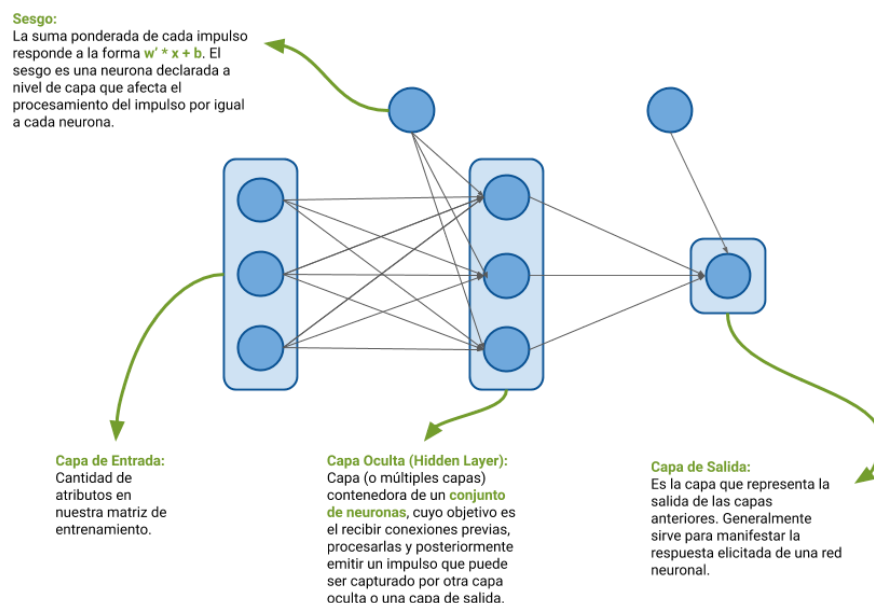 Sesgo:
La suma ponderada de cada impulso
responde a la forma w' * x + b. El
sesgo es una neurona declarada a
nivel de capa que afecta el
procesamiento del impulso por igual
a cada neurona.
Capa de Entrada:
Cantidad de
atributos en
nuestra matriz de
entrenamiento.
Capa Oculta (Hidden Layer):
Capa (o múltiples capas)
contenedora de un conjunto
de neuronas, cuyo objetivo es
el recibir conexiones previas,
procesarlas y posteriormente
emitir un impulso que puede
ser capturado por otra capa
oculta o una capa de salida.
Capa de Salida:
Es la capa que representa la
salida de las capas
anteriores. Generalmente
sirve para manifestar la
respuesta elicitada de una red
neuronal.